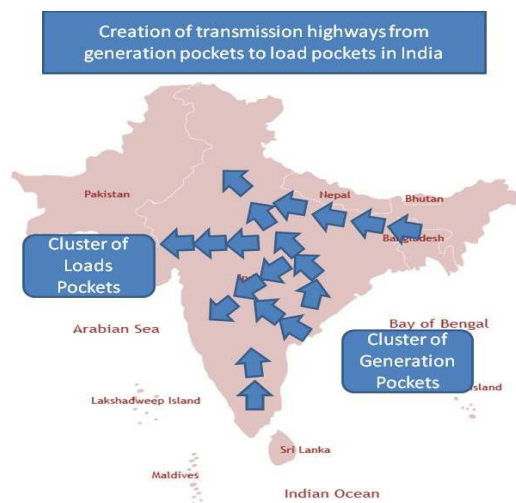 Creation of transmission highways from
generation pockets to load pockets in India
Pakistan
Nepal
Bhutan
Bangladesh
Cluster of
Loads
Pockets
Arabian Sea
Bay of Bengal
Cluster of
Generation
Pockets
Island
Lakshadweep Island
Sri Lanka
Maldives
Indian Ocean